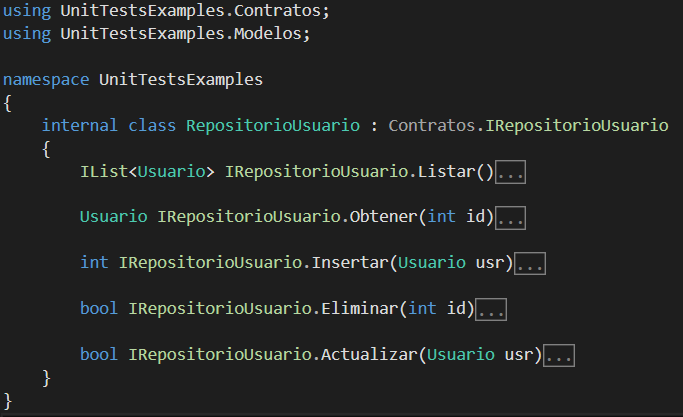 using UnitTestsExamples.Contratos;
using UnitTestsExamples.Modelos;
namespace UnitTestsExamples
{
internal class RepositorioUsuario : Contratos.IRepositorioUsuario
{
IList<Usuario> IRepositorioUsuario.Listar()...
Usuario IRepositorioUsuario.Obtener(int id)...
int IRepositorioUsuario.Insertar(Usuario usr)...
bool IRepositorioUsuario.Eliminar(int id)...
bool IRepositorioUsuario.Actualizar(Usuario usr)...
}
}